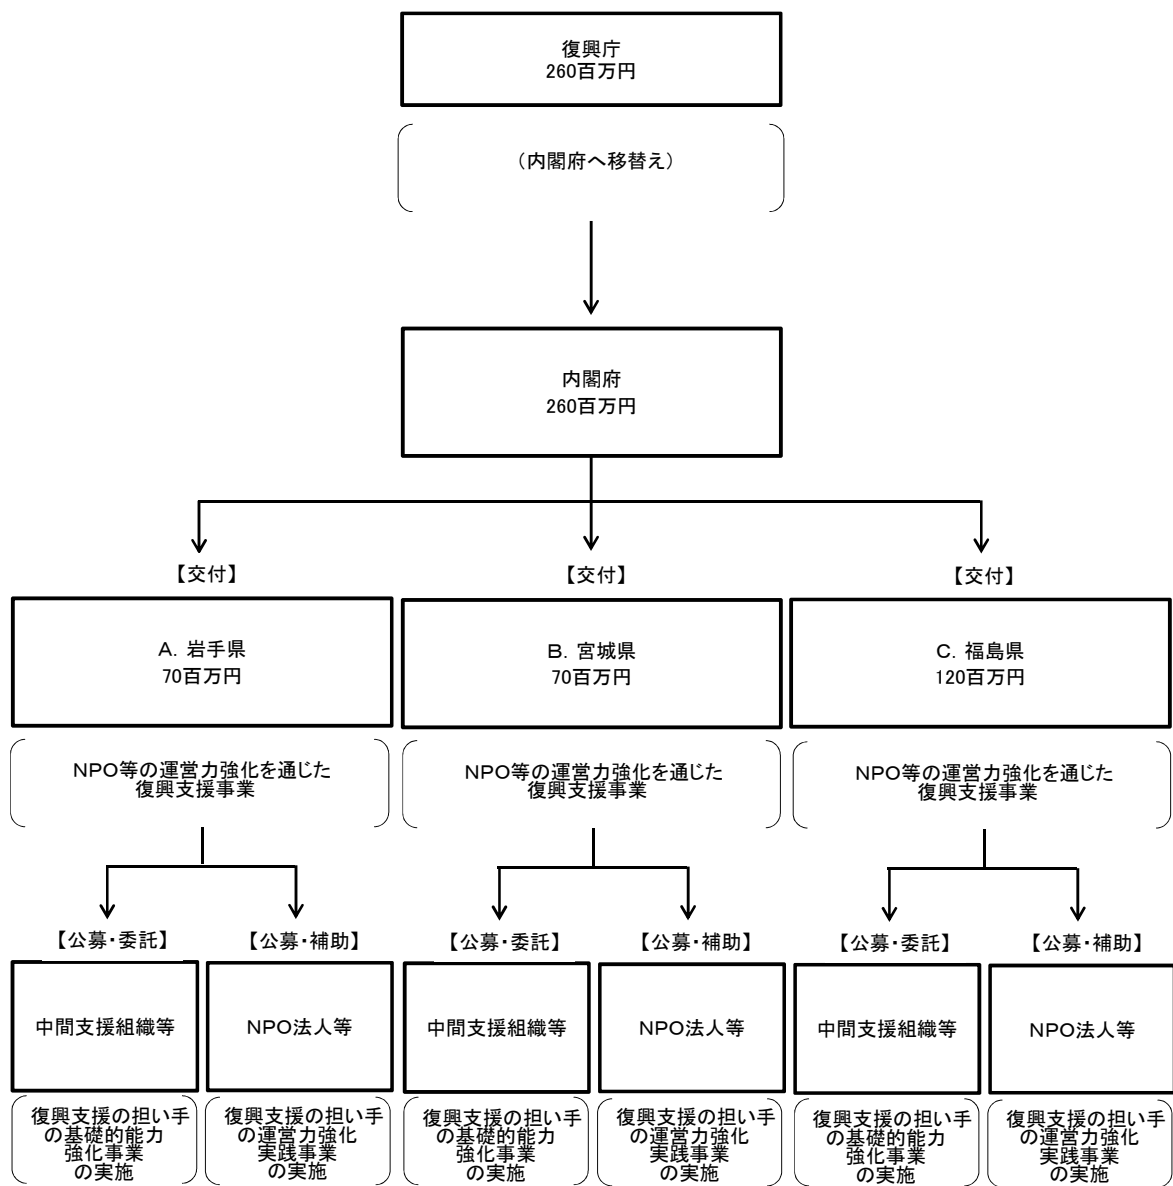 復興庁
260百万円
（内閣府へ移替え）
内閣府
260百万円
【交付】
【交付】
【交付】
A．岩手県
70百万円
B．宮城県
70百万円
C．福島県
120百万円
NPO等の運営力強化を通じた
復興支援事業
NPO等の運営力強化を通じた
復興支援事業
NPO等の運営力強化を通じた
復興支援事業
【公募・委託】
【公募・補助】
【公募・委託】
【公募・補助】
【公募・委託】
【公募・補助】
中間支援組織等
NPO法人等
中間支援組織等
NPO法人等
中間支援組織等
NPO法人等
復興支援の担い手
の基礎的能力
強化事業
の実施
復興支援の担い手
の運営力強化
実践事業
の実施
復興支援の担い手
の基礎的能力
強化事業
の実施
復興支援の担い手
の運営力強化
実践事業
の実施
復興支援の担い手
の基礎的能力
強化事業
の実施
復興支援の担い手
の運営力強化
実践事業
の実施